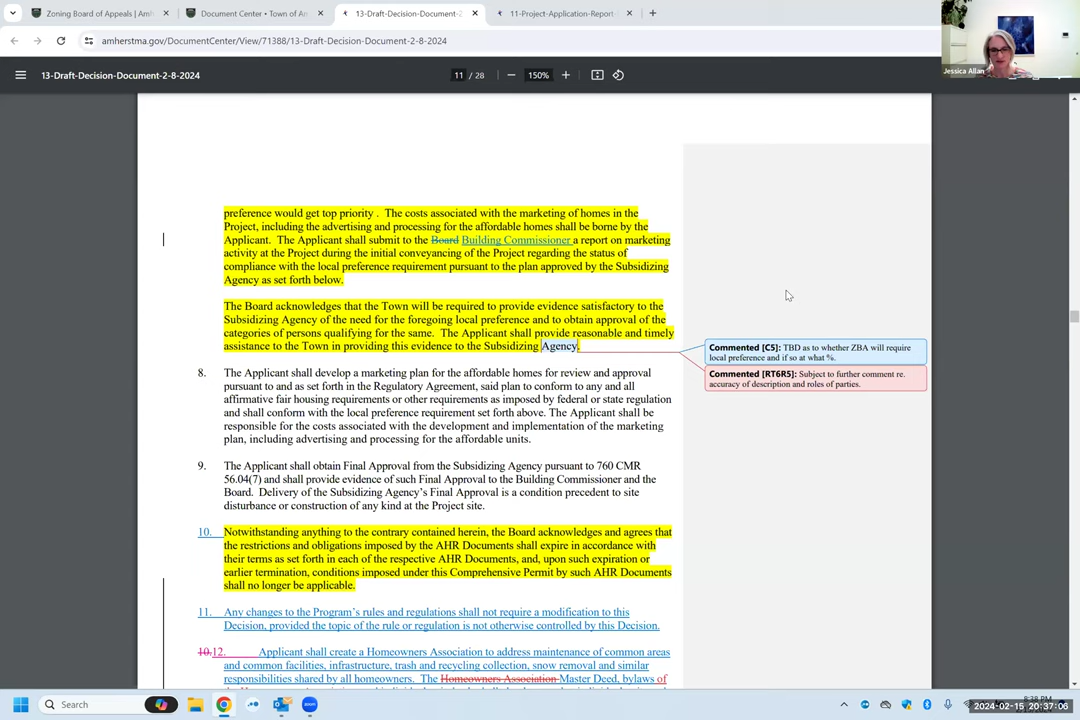 Zoning Board of Appeals | Amh
Document Center • Town of Am
13-Draft-Decision-Document-2-
11-Project-Application-Report-
amherstma.gov/DocumentCenter/View/71388/13-Draft-Decision-Document-2-8-2024
Jessica Allan
13-Draft-Decision-Document-2-8-2024
11 / 28
150%
preference would get top priority . The costs associated with the marketing of homes in the
Project, including the advertising and processing for the affordable homes shall be borne by the
Applicant. The Applicant shall submit to the Board Building Commissioner a report on marketing
activity at the Project during the initial conveyancing of the Project regarding the status of
compliance with the local preference requirement pursuant to the plan approved by the Subsidizing
Agency as set forth below.
The Board acknowledges that the Town will be required to provide evidence satisfactory to the
Subsidizing Agency of the need for the foregoing local preference and to obtain approval of the
categories of persons qualifying for the same. The Applicant shall provide reasonable and timely
assistance to the Town in providing this evidence to the Subsidizing Agency.
Commented [C5]: TBD as to whether ZBA will require
local preference and if so at what %.
Commented [RT6R5]: Subject to further comment re.
accuracy of description and roles of parties.
8. The Applicant shall develop a marketing plan for the affordable homes for review and approval
pursuant to and as set forth in the Regulatory Agreement, said plan to conform to any and all
affirmative fair housing requirements or other requirements as imposed by federal or state regulation
and shall conform with the local preference requirement set forth above. The Applicant shall be
responsible for the costs associated with the development and implementation of the marketing
plan, including advertising and processing for the affordable units.
9. The Applicant shall obtain Final Approval from the Subsidizing Agency pursuant to 760 CMR
56.04(7) and shall provide evidence of such Final Approval to the Building Commissioner and the
Board. Delivery of the Subsidizing Agency's Final Approval is a condition precedent to site
disturbance or construction of any kind at the Project site.
10. Notwithstanding anything to the contrary contained herein, the Board acknowledges and agrees that
the restrictions and obligations imposed by the AHR Documents shall expire in accordance with
their terms as set forth in each of the respective AHR Documents, and, upon such expiration or
earlier termination, conditions imposed under this Comprehensive Permit by such AHR Documents
shall no longer be applicable.
11. Any changes to the Program's rules and regulations shall not require a modification to this
Decision, provided the topic of the rule or regulation is not otherwise controlled by this Decision.
10.12. Applicant shall create a Homeowners Association to address maintenance of common areas
and common facilities, infrastructure, trash and recycling collection, snow removal and similar
responsibilities shared by all homeowners. The Homeowners Association Master Deed, bylaws of
Search
2024-02-15 20:37:06